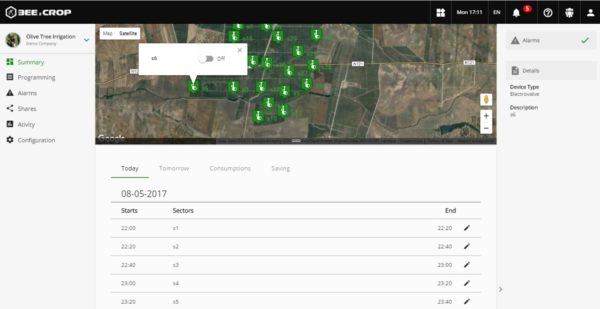 BEE2CROP
Mon 17:11
EN
5
Olive Tree Irrigation
Demo Company
Summary
Programming
Alarms
Shares
Ativity
Configuration
Map
Satellite
s6
Off
Google
Alarms
Details
Device Type
Electrovalve
Description
s6
Today
Tomorrow
Consumptions
Saving
08-05-2017
Starts Sectors End
22:00 s1 22:20
22:20 s2 22:40
22:40 s3 23:00
23:00 s4 23:20
23:20 s5 23:40